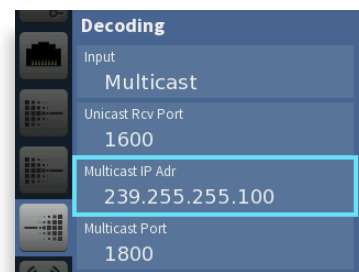 Decoding
Input
Multicast
Unicast Rcv Port
1600
Multicast IP Adr
239.255.255.100
Multicast Port
1800